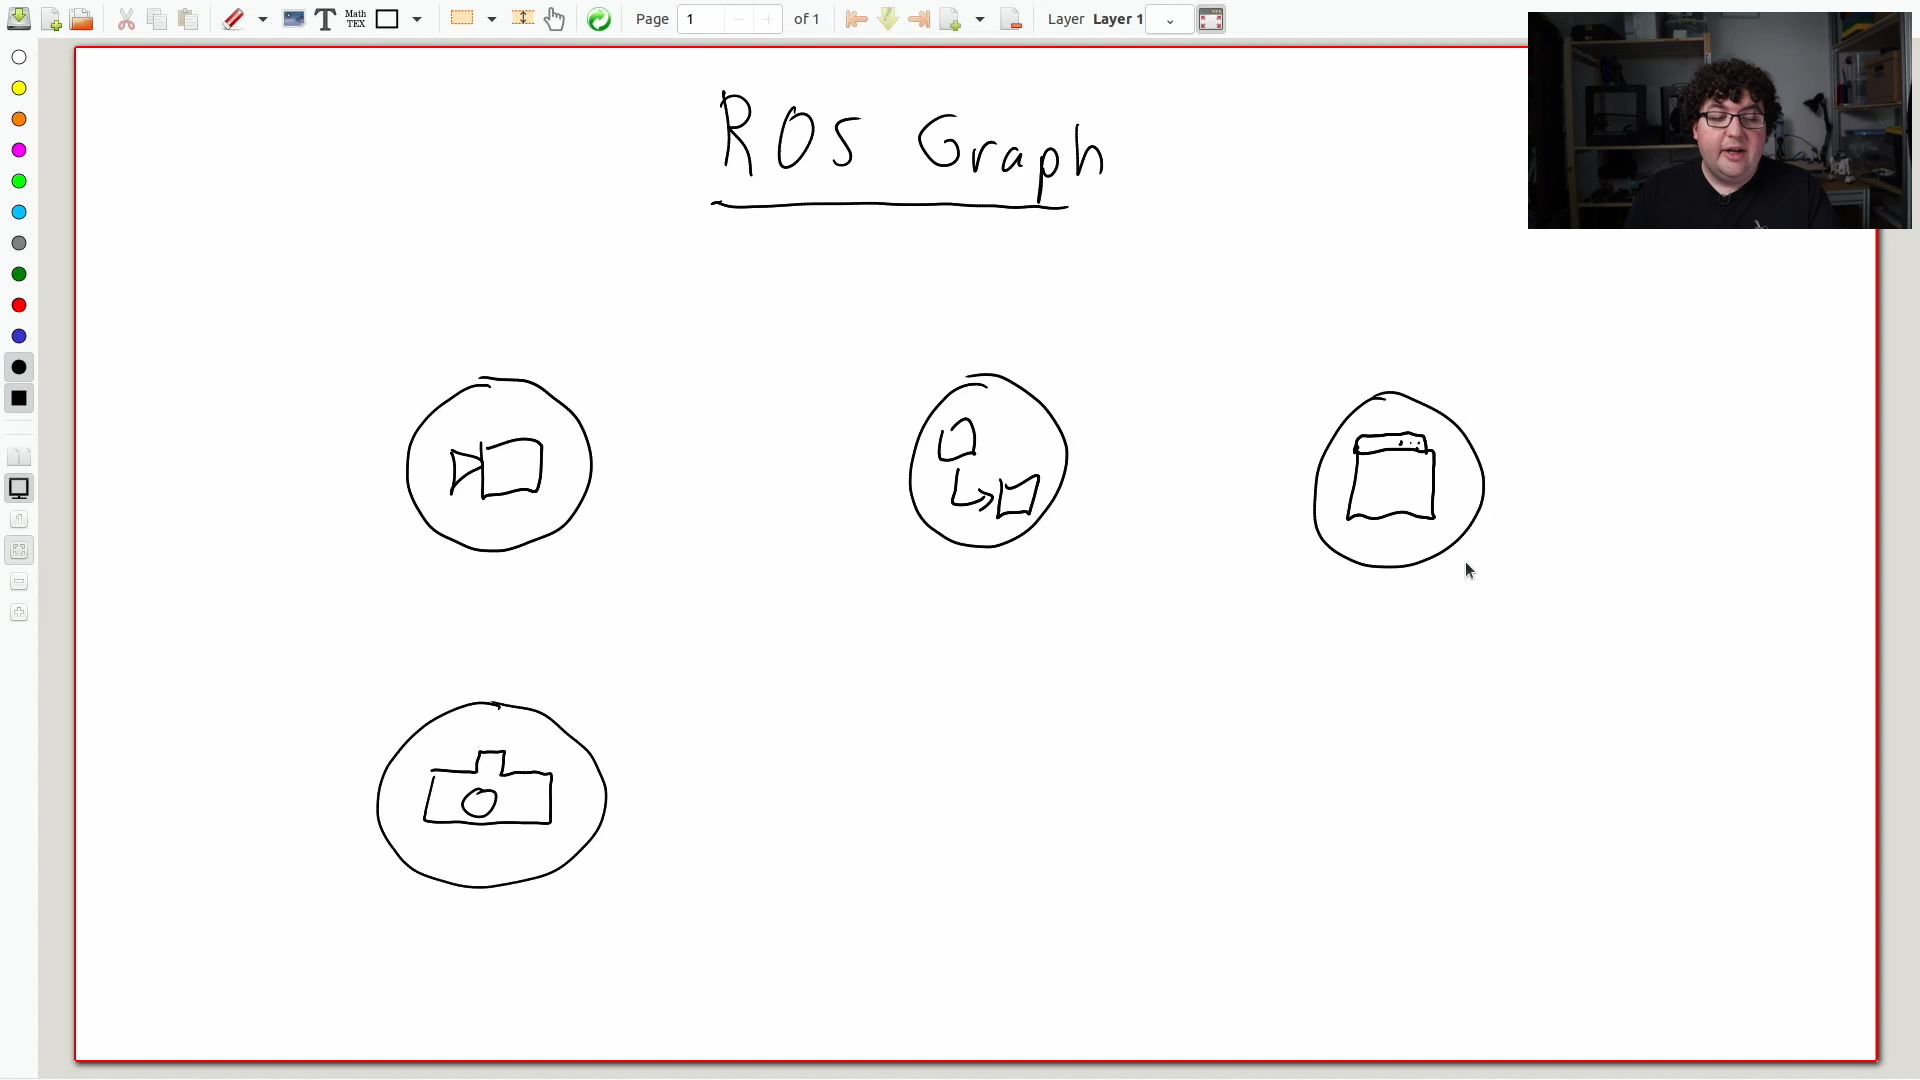 Math
TEX
T
Page 1 of 1 Layer Layer 1
ROS Graph